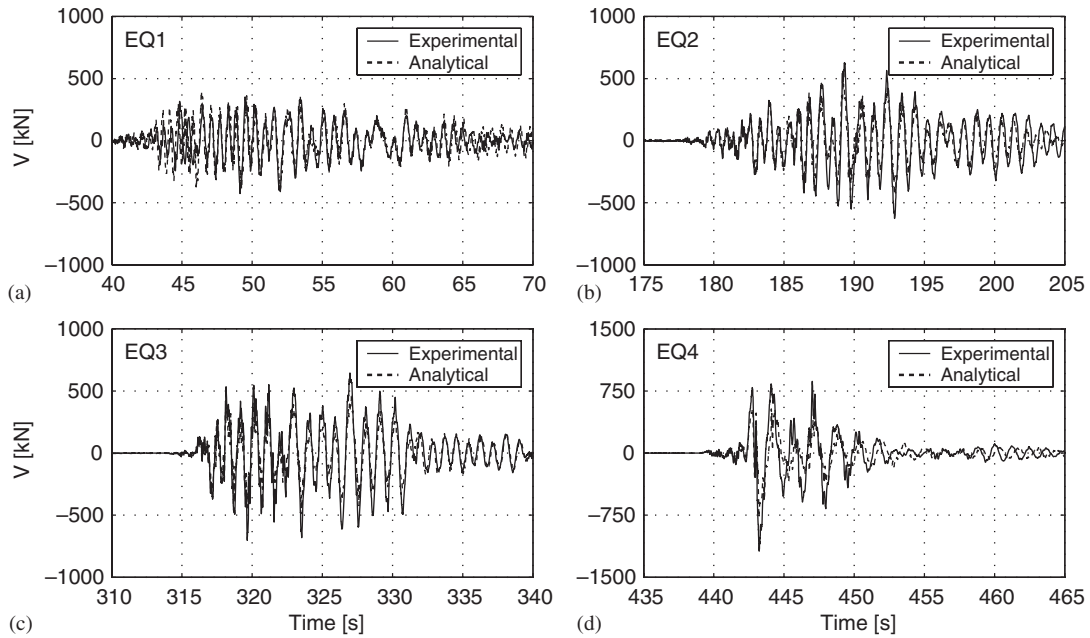 1000
500
0
−500
−1000
V [kN]
EQ1
Experimental
Analytical
40 45 50 55 60 65 70
(a)
1000
500
0
−500
−1000
EQ2
Experimental
Analytical
175 180 185 190 195 200 205
(b)
1000
500
0
−500
−1000
V [kN]
EQ3
Experimental
Analytical
310 315 320 325 330 335 340
Time [s]
(c)
1500
750
0
−750
−1500
EQ4
Experimental
Analytical
435 440 445 450 455 460 465
Time [s]
(d)